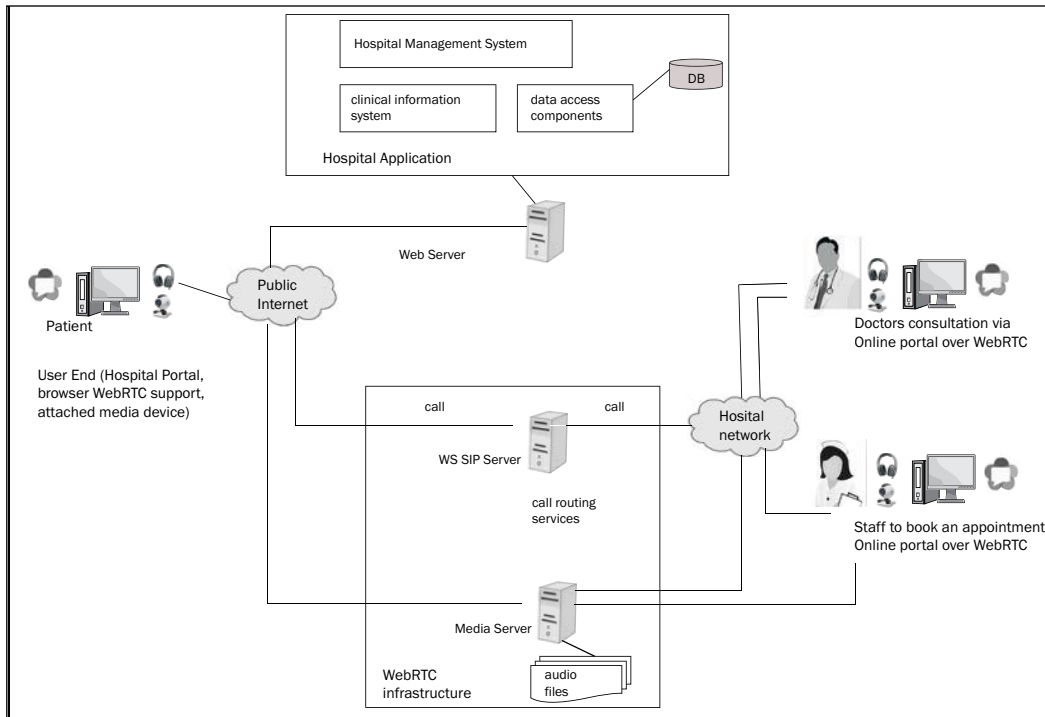 Hospital Management System
DB
clinical information
system
data access
components
Hospital Application
Web Server
Public
Internet
Patient
Doctors consultation via
Online portal over WebRTC
User End (Hospital Portal,
browser WebRTC support,
attached media device)
call
call
Hosital
network
WS SIP Server
call routing
services
Staff to book an appointment
Online portal over WebRTC
Media Server
WebRTC
infrastructure
audio
files